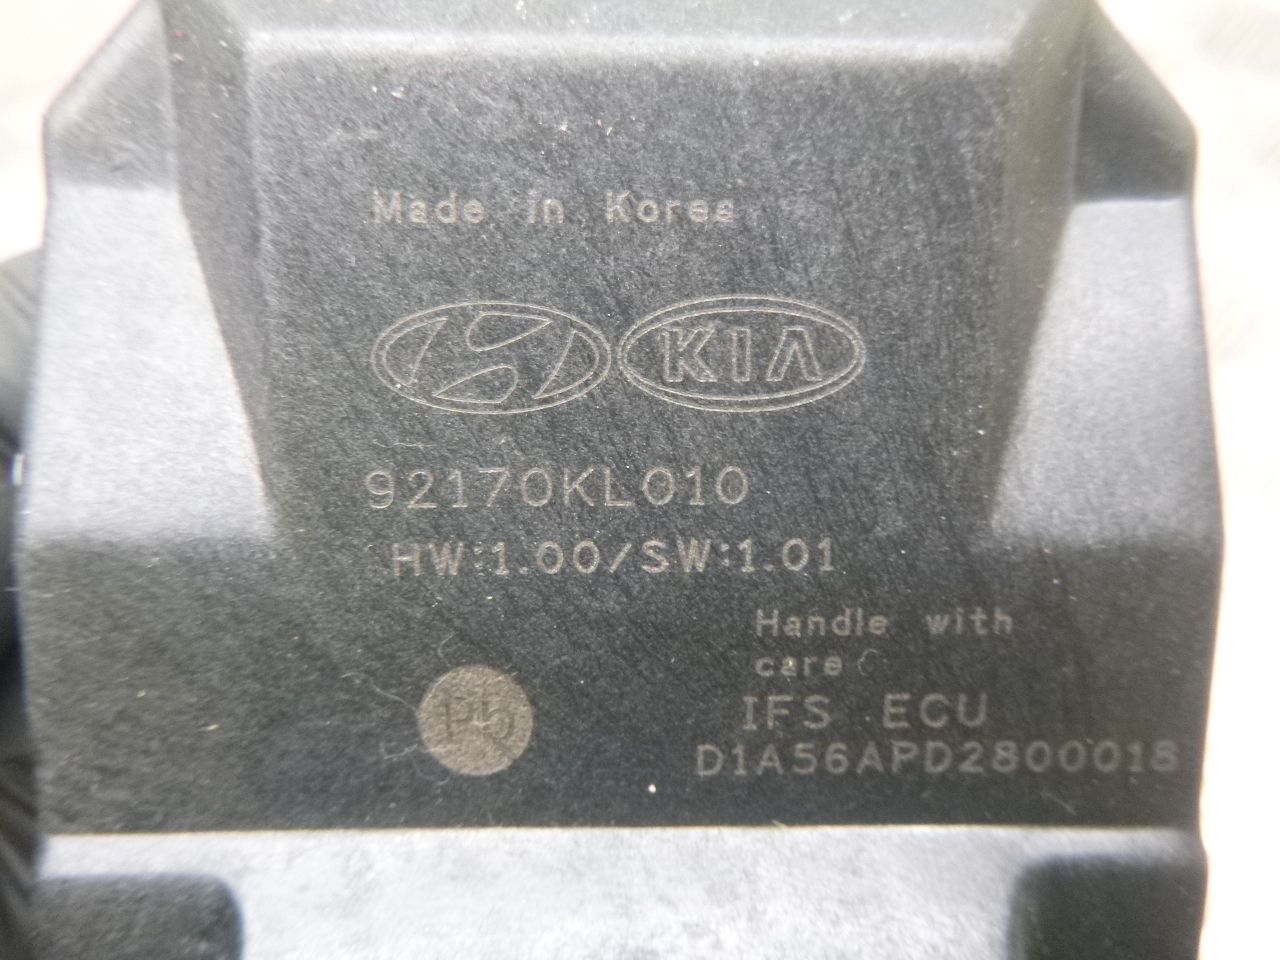 Made in Korea
KIA
92170KL010
HW:1.00/SW:1.01
Handle with
care
P5
IFS ECU
D1A56APD2800018